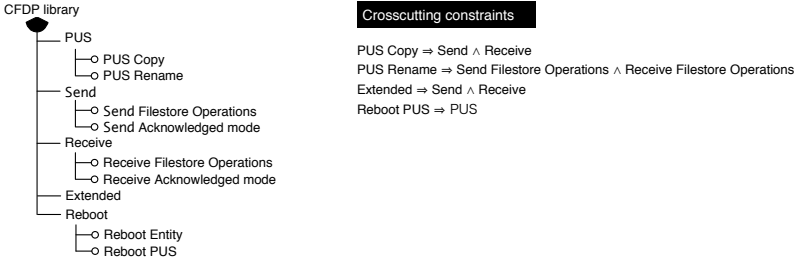 CFDP library
PUS
PUS Copy
PUS Rename
Send
Send Filestore Operations
Send Acknowledged mode
Receive
Receive Filestore Operations
Receive Acknowledged mode
Extended
Reboot
Reboot Entity
Reboot PUS
Crosscutting constraints
PUS Copy ⇒ Send ∧ Receive
PUS Rename ⇒ Send Filestore Operations ∧ Receive Filestore Operations
Extended ⇒ Send ∧ Receive
Reboot PUS ⇒ PUS